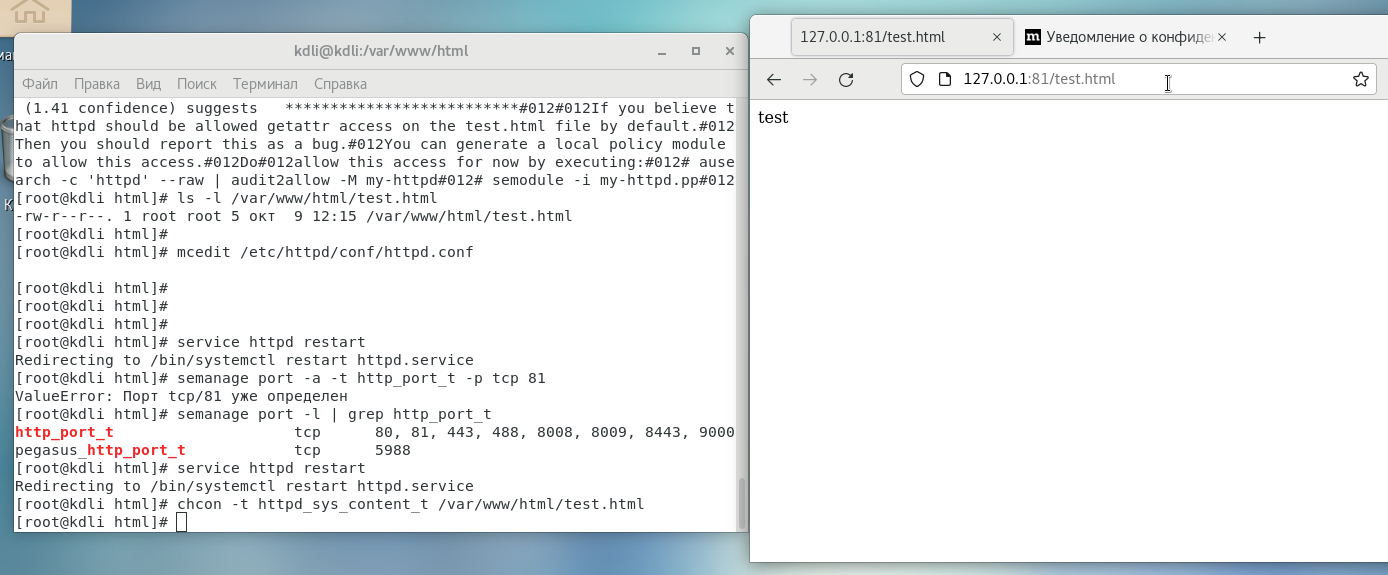 kdli@kdli:/var/www/html
Файл Правка Вид Поиск Терминал Справка
(1.41 confidence) suggests **************************#012#012If you believe t
hat httpd should be allowed getattr access on the test.html file by default.#012
Then you should report this as a bug.#012You can generate a local policy module
to allow this access.#012Do#012allow this access for now by executing:#012# ause
arch -c 'httpd' --raw | audit2allow -M my-httpd#012# semodule -i my-httpd.pp#012
[root@kdli html]# ls -l /var/www/html/test.html
-rw-r--r--. 1 root root 5 окт  9 12:15 /var/www/html/test.html
[root@kdli html]#
[root@kdli html]# mcedit /etc/httpd/conf/httpd.conf
[root@kdli html]#
[root@kdli html]#
[root@kdli html]#
[root@kdli html]# service httpd restart
Redirecting to /bin/systemctl restart httpd.service
[root@kdli html]# semanage port -a -t http_port_t -p tcp 81
ValueError: Порт tcp/81 уже определен
[root@kdli html]# semanage port -l | grep http_port_t
http_port_t tcp 80, 81, 443, 488, 8008, 8009, 8443, 9000
pegasus_http_port_t tcp 5988
[root@kdli html]# service httpd restart
Redirecting to /bin/systemctl restart httpd.service
[root@kdli html]# chcon -t httpd_sys_content_t /var/www/html/test.html
[root@kdli html]#
127.0.0.1:81/test.html
m Уведомление о конфиден
127.0.0.1:81/test.html
test